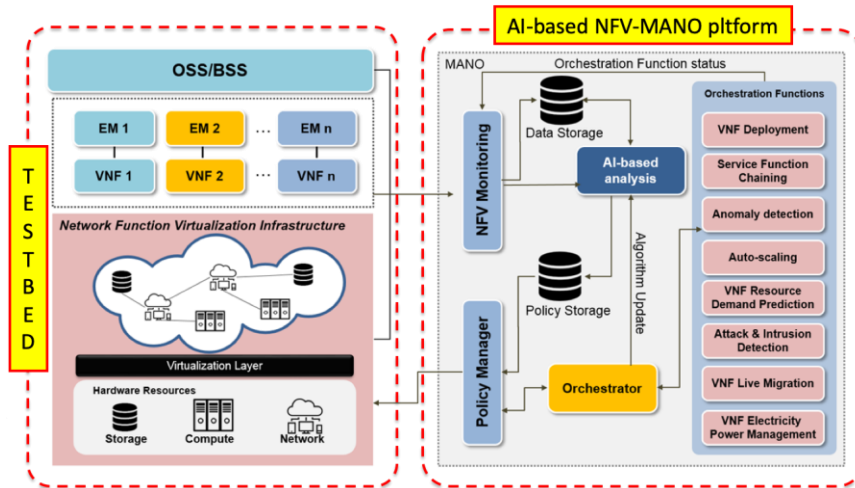 AI-based NFV-MANO pltform
TESTBED
OSS/BSS
EM 1
EM 2
...
EM n
VNF 1
VNF 2
...
VNF n
Network Function Virtualization Infrastructure
Virtualization Layer
Hardware Resources
Storage
Compute
Network
MANO
Orchestration Function status
NFV Monitoring
Data Storage
AI-based
analysis
Policy Storage
Algorithm Update
Policy Manager
Orchestrator
Orchestration Functions
VNF Deployment
Service Function
Chaining
Anomaly detection
Auto-scaling
VNF Resource
Demand Prediction
Attack & Intrusion
Detection
VNF Live Migration
VNF Electricity
Power Management